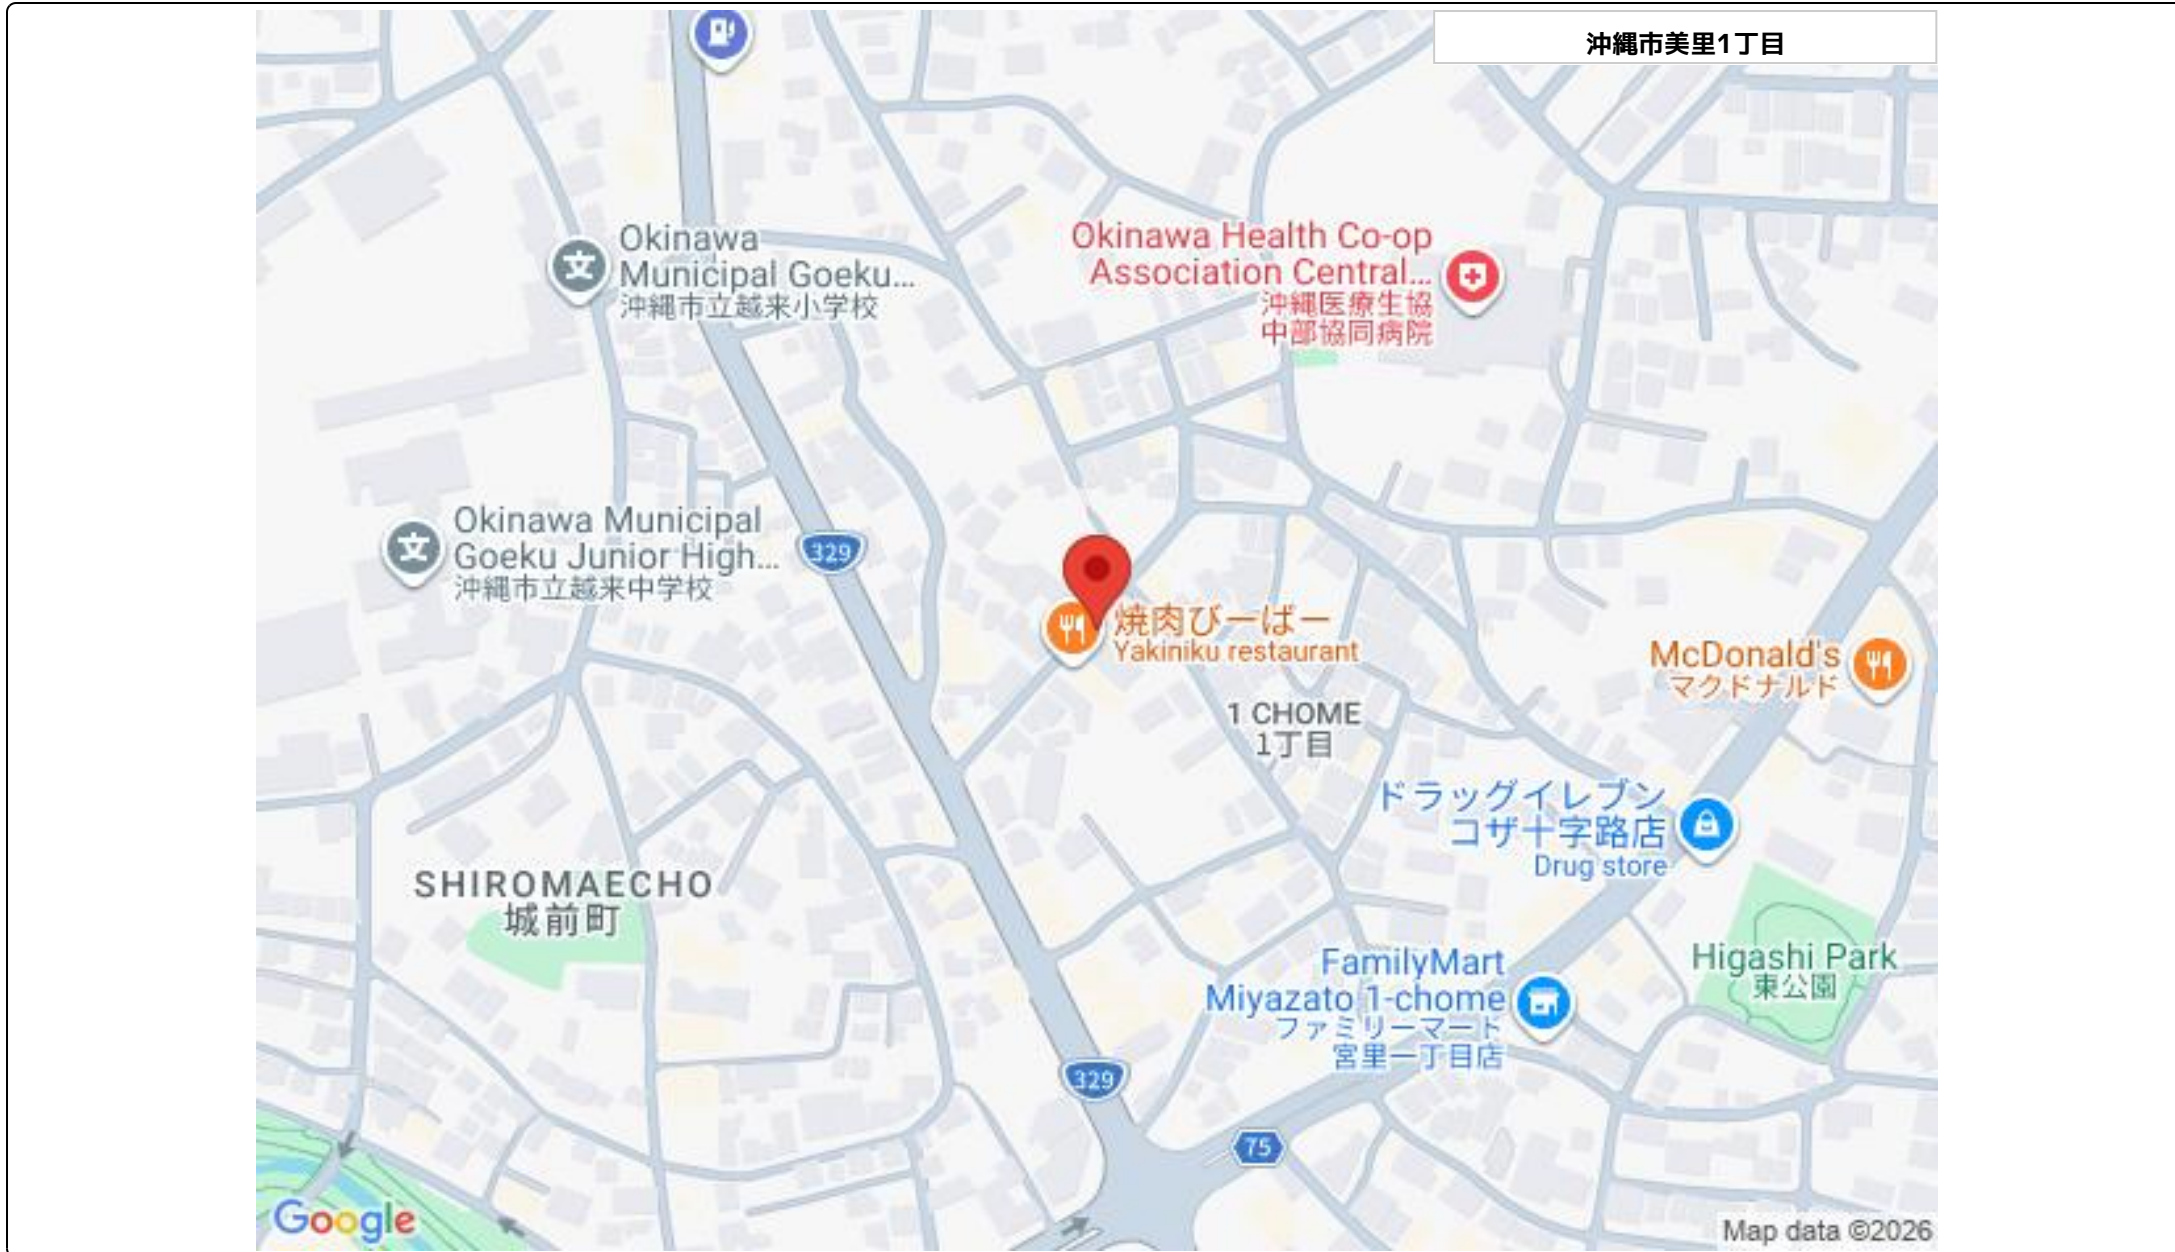 沖縄市美里1丁目
Okinawa
Municipal Goeku...
沖縄市立越来小学校
Okinawa Health Co-op
Association Central...
沖縄医療生協
中部協同病院
Okinawa Municipal
Goeku Junior High...
沖縄市立越来中学校
329
焼肉びーばー
Yakiniku restaurant
McDonald's
マクドナルド
1 CHOME
1丁目
ドラッグイレブン
コザ十字路店
Drug store
SHIROMAECHO
城前町
FamilyMart
Miyazato 1-chome
ファミリーマート
宮里一丁目店
Higashi Park
東公園
329
75
Google
Map data ©2026